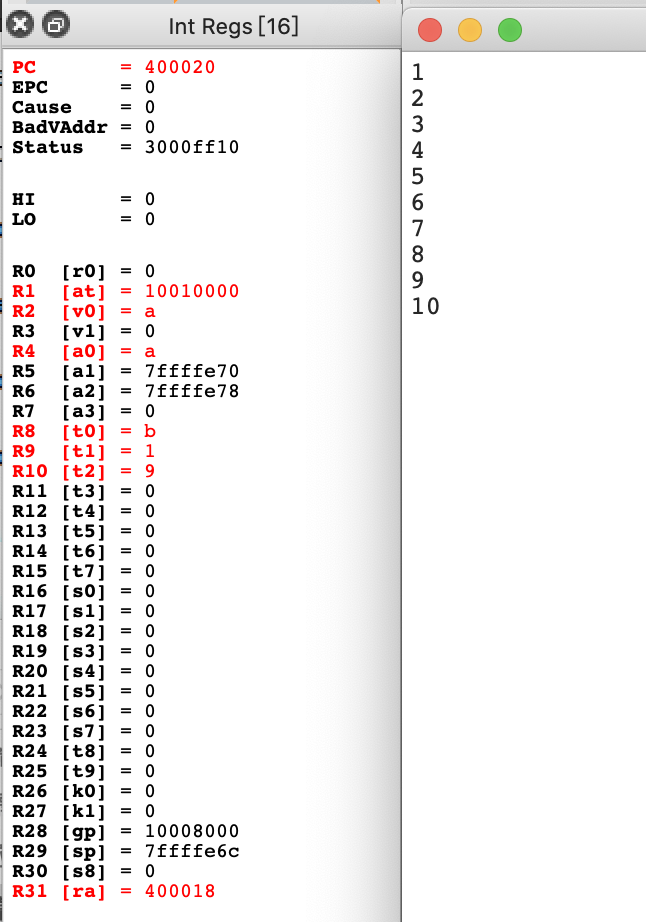 Int Regs [16]
PC = 400020
EPC = 0
Cause = 0
BadVAddr = 0
Status = 3000ff10
HI = 0
LO = 0
R0 [r0] = 0
R1 [at] = 10010000
R2 [v0] = a
R3 [v1] = 0
R4 [a0] = a
R5 [a1] = 7ffffe70
R6 [a2] = 7ffffe78
R7 [a3] = 0
R8 [t0] = b
R9 [t1] = 1
R10 [t2] = 9
R11 [t3] = 0
R12 [t4] = 0
R13 [t5] = 0
R14 [t6] = 0
R15 [t7] = 0
R16 [s0] = 0
R17 [s1] = 0
R18 [s2] = 0
R19 [s3] = 0
R20 [s4] = 0
R21 [s5] = 0
R22 [s6] = 0
R23 [s7] = 0
R24 [t8] = 0
R25 [t9] = 0
R26 [k0] = 0
R27 [k1] = 0
R28 [gp] = 10008000
R29 [sp] = 7ffffe6c
R30 [s8] = 0
R31 [ra] = 400018
1
2
3
4
5
6
7
8
9
10